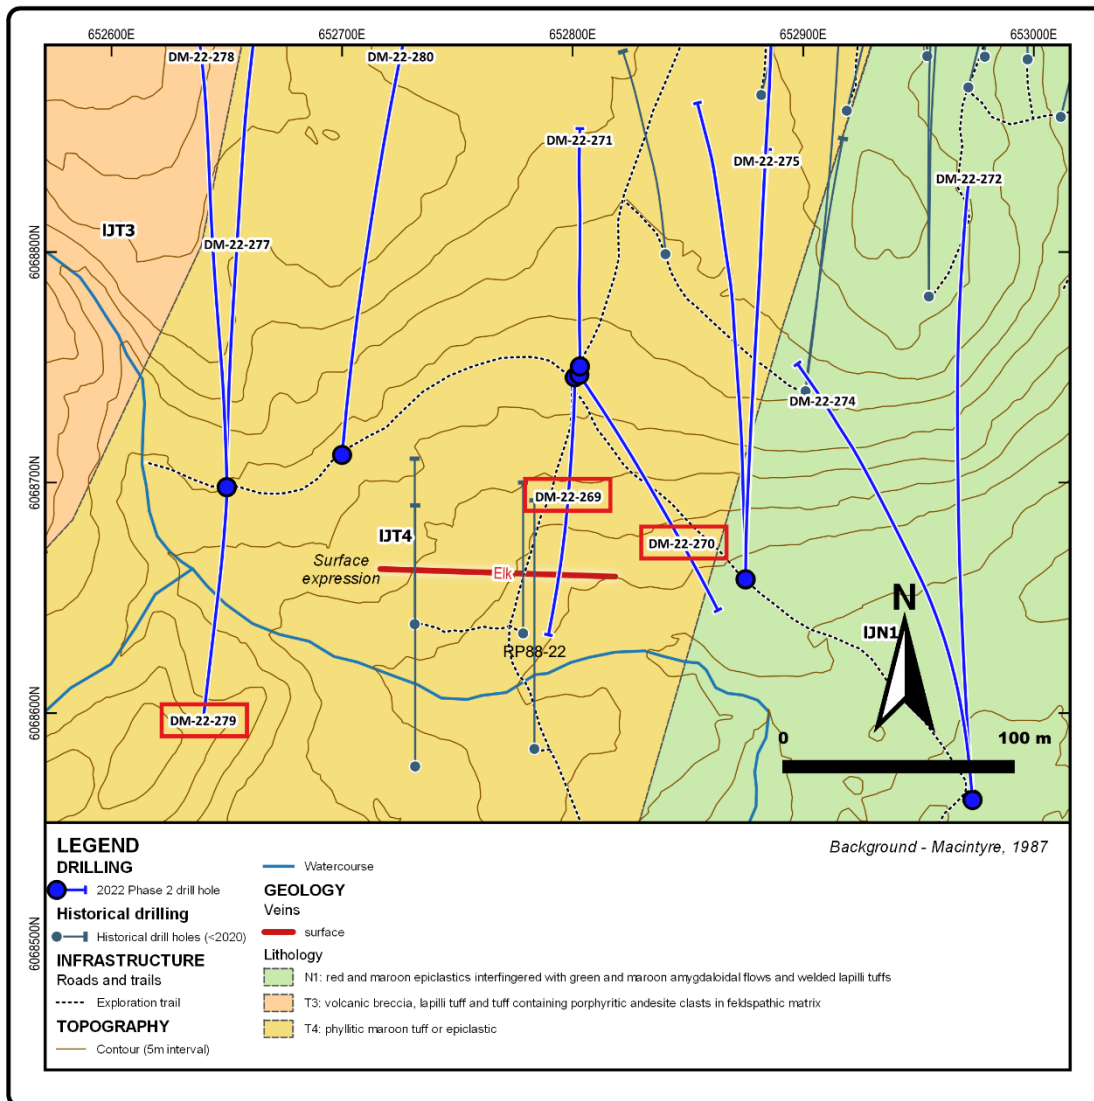 652600E 652700E 652800E 652900E 653000E
DM-22-278 DM-22-280
DM-22-271
DM-22-275
DM-22-272
IJT3
DM-22-277
6068800N
DM-22-274
6068700N
DM-22-269
IJT4
DM-22-270
Surface
expression
Elk
N
IJN1
RP88-22
6068600N
DM-22-279
0 100 m
LEGEND
DRILLING
2022 Phase 2 drill hole
Historical drilling
Historical drill holes (<2020)
INFRASTRUCTURE
Roads and trails
Exploration trail
TOPOGRAPHY
Contour (5m interval)
Watercourse
GEOLOGY
Veins
surface
Lithology
N1: red and maroon epiclastics interfingered with green and maroon amygdaloidal flows and welded lapilli tuffs
T3: volcanic breccia, lapilli tuff and tuff containing porphyritic andesite clasts in feldspathic matrix
T4: phyllitic maroon tuff or epiclastic
Background - Macintyre, 1987
6068500N